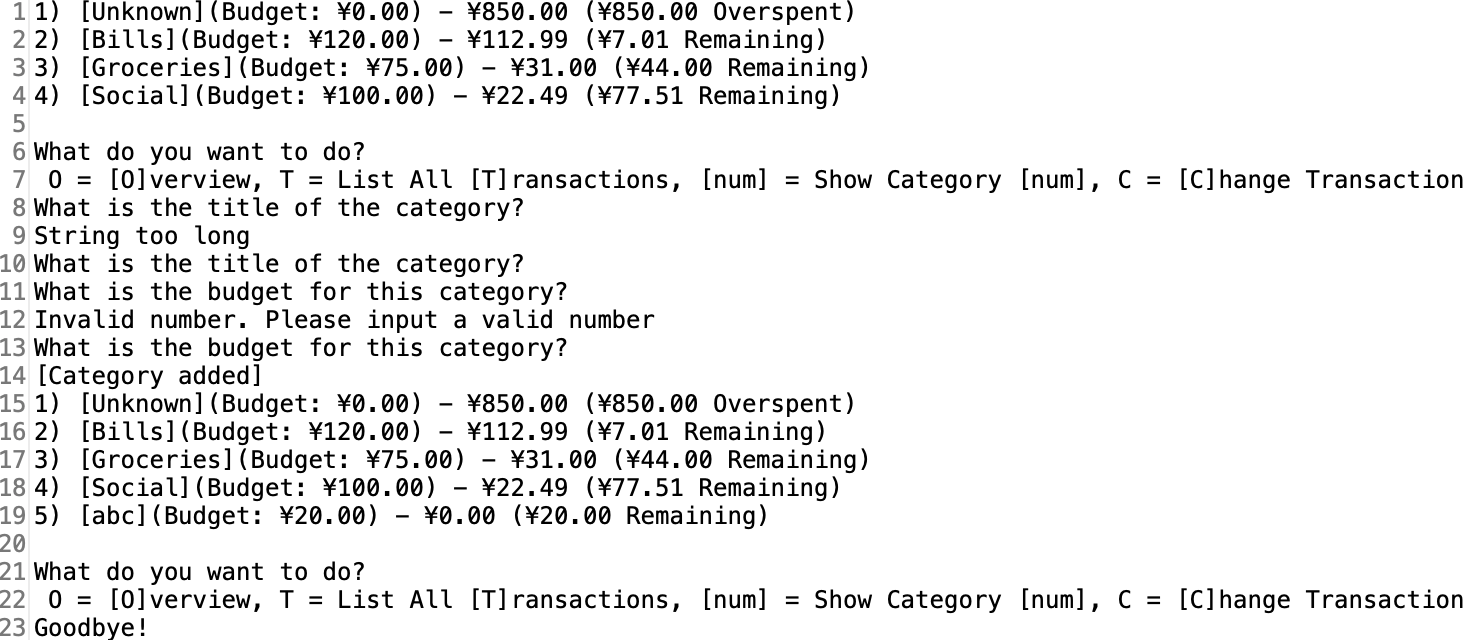 1 1) [Unknown](Budget: ¥0.00) – ¥850.00 (¥850.00 Overspent)
2 2) [Bills](Budget: ¥120.00) – ¥112.99 (¥7.01 Remaining)
3 3) [Groceries](Budget: ¥75.00) – ¥31.00 (¥44.00 Remaining)
4 4) [Social](Budget: ¥100.00) – ¥22.49 (¥77.51 Remaining)
5
6 What do you want to do?
7  O = [O]verview, T = List All [T]ransactions, [num] = Show Category [num], C = [C]hange Transaction
8 What is the title of the category?
9 String too long
10 What is the title of the category?
11 What is the budget for this category?
12 Invalid number. Please input a valid number
13 What is the budget for this category?
14 [Category added]
15 1) [Unknown](Budget: ¥0.00) – ¥850.00 (¥850.00 Overspent)
16 2) [Bills](Budget: ¥120.00) – ¥112.99 (¥7.01 Remaining)
17 3) [Groceries](Budget: ¥75.00) – ¥31.00 (¥44.00 Remaining)
18 4) [Social](Budget: ¥100.00) – ¥22.49 (¥77.51 Remaining)
19 5) [abc](Budget: ¥20.00) – ¥0.00 (¥20.00 Remaining)
20
21 What do you want to do?
22  O = [O]verview, T = List All [T]ransactions, [num] = Show Category [num], C = [C]hange Transaction
23 Goodbye!